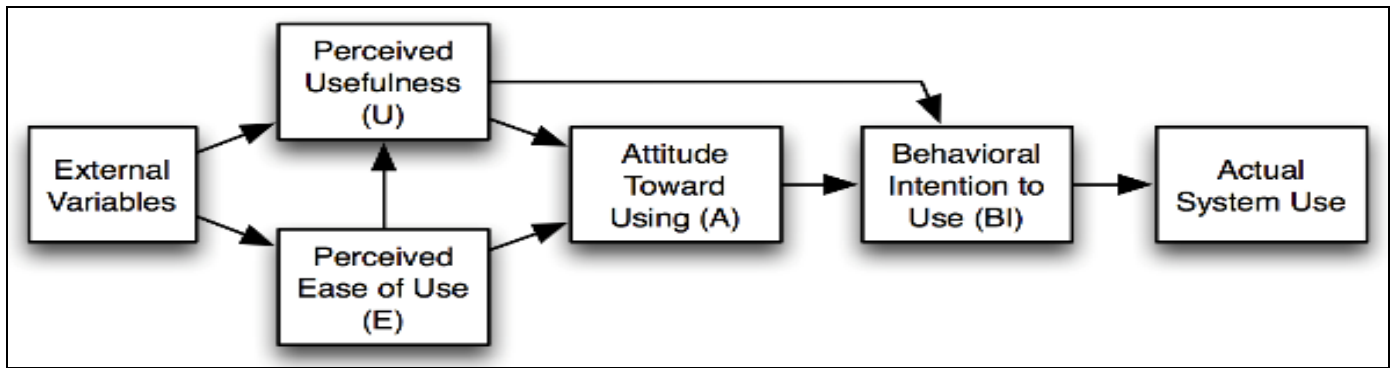 External
Variables
Perceived
Usefulness
(U)
Perceived
Ease of Use
(E)
Attitude
Toward
Using (A)
Behavioral
Intention to
Use (BI)
Actual
System Use